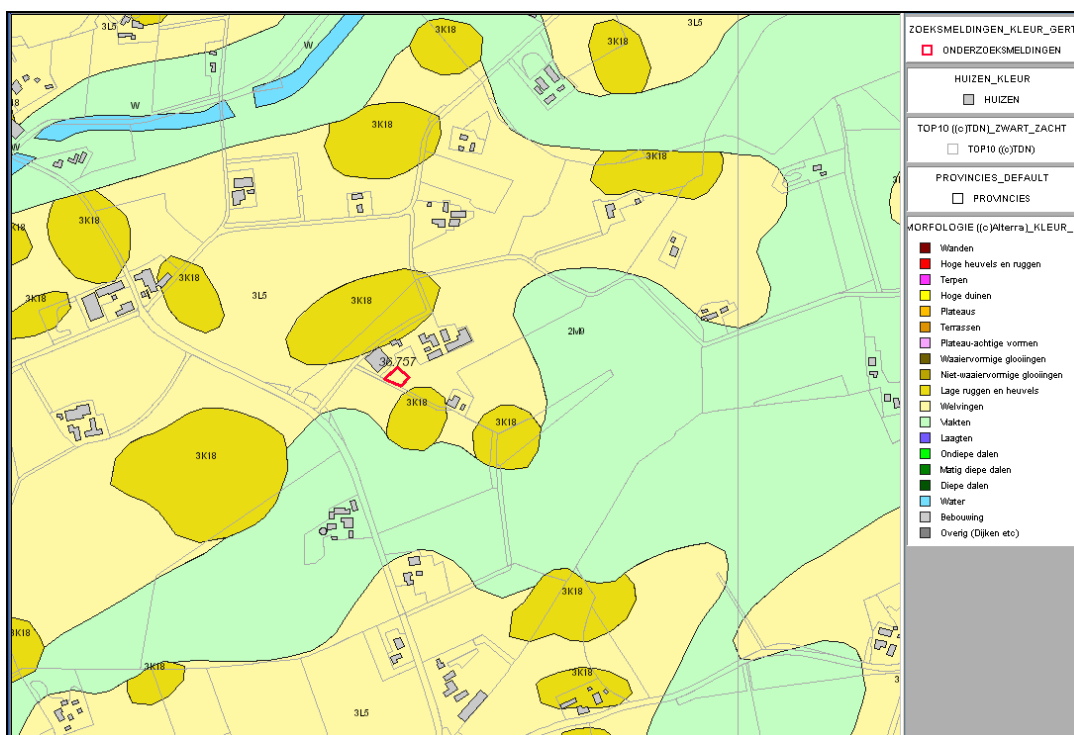 3L5
3K18
3K18
3L5
W
W
3K18
W
3K18
3K18
3K18
3K18
3K18
3L5
3K18
2M9
36.757
3K18
3K18
3K18
3K18
3K18
3K18
3K18
3L5
ZOEKSMELDINGEN_KLEUR_GERT
ONDERZOEKSMELDINGEN
HUIZEN_KLEUR
HUIZEN
TOP10 ((c)TDN)_ZWART_ZACHT
TOP10 ((c)TDN)
PROVINCIES_DEFAULT
PROVINCIES
MORFOLOGIE ((c)Alterra)_KLEUR_
Wanden
Hoge heuvels en ruggen
Terpen
Hoge duinen
Plateaus
Terrassen
Plateau-achtige vormen
Waaiervormige glooiingen
Niet-waaiervormige glooiingen
Lage ruggen en heuvels
Welvingen
Vlakten
Laagten
Ondiepe dalen
Matig diepe dalen
Diepe dalen
Water
Bebouwing
Overig (Dijken etc)